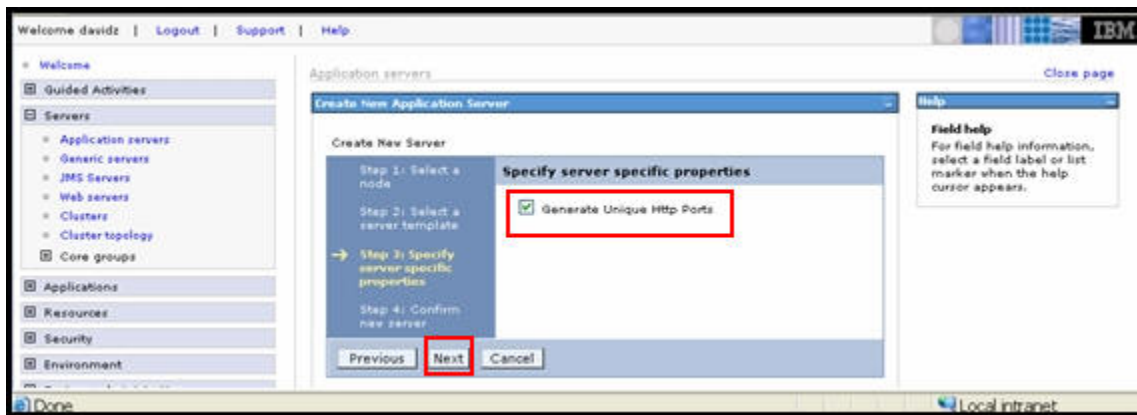 Welcome davidz | Logout | Support | Help
IBM
Welcome
Guided Activities
Servers
Application servers
Generic servers
JMS Servers
Web servers
Clusters
Cluster topology
Core groups
Applications
Resources
Security
Environment
Application servers
Close page
Create New Application Server
Create New Server
Step 1: Select a
node
Step 2: Select a
server template
Step 3: Specify
server specific
properties
Step 4: Confirm
new server
Specify server specific properties
Generate Unique Http Ports
Previous Next Cancel
Help
Field help
For field help information,
select a field label or list
marker when the help
cursor appears.
Done
Local intranet